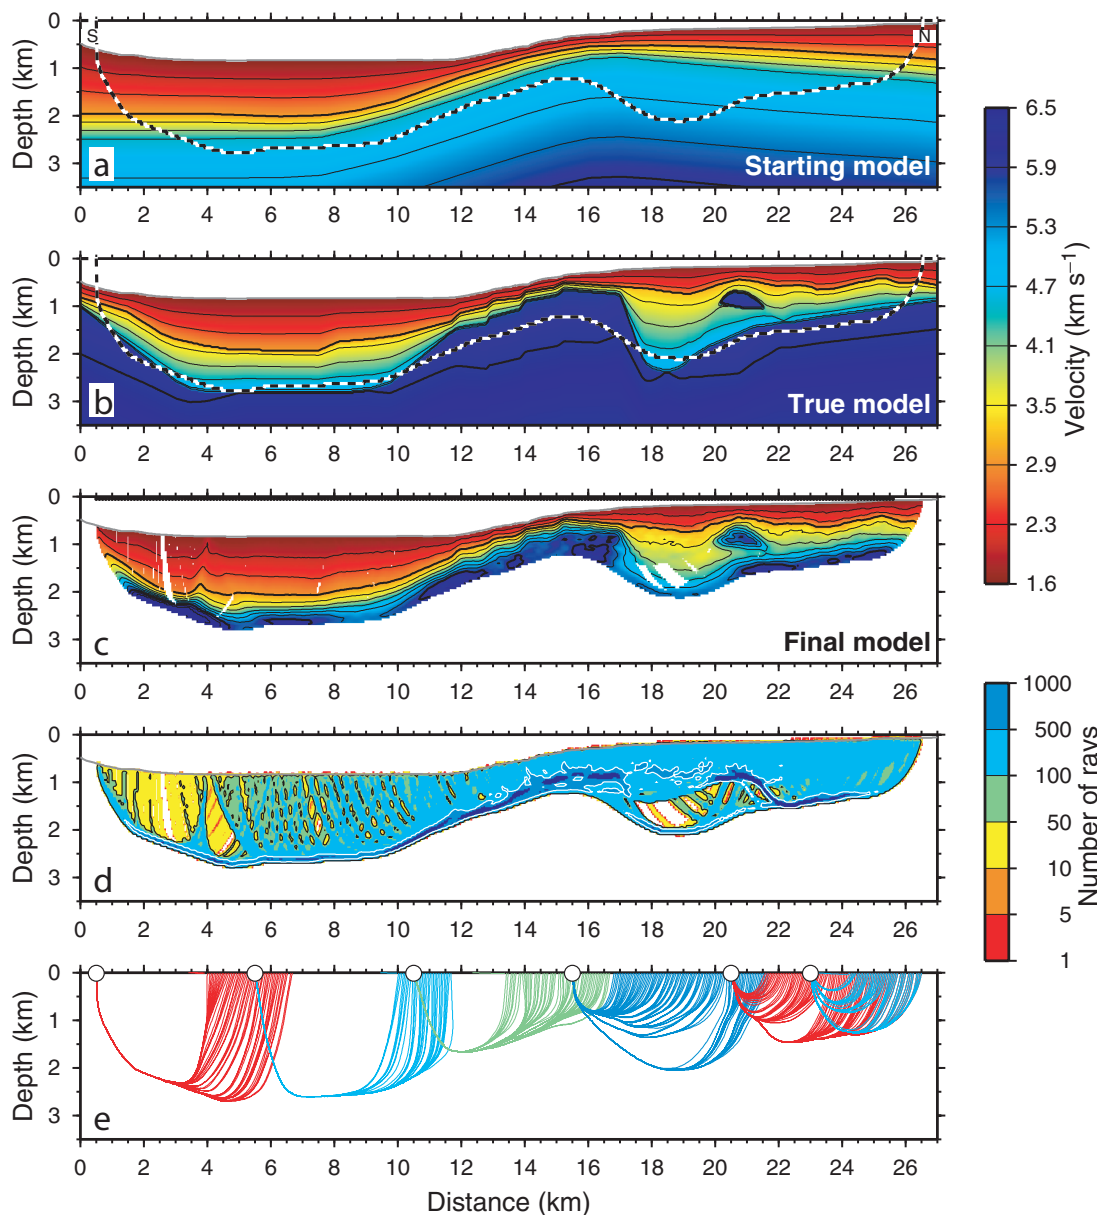 0
1
2
3
Depth (km)
S
N
a
Starting model
0 2 4 6 8 10 12 14 16 18 20 22 24 26
0
1
2
3
Depth (km)
b
True model
0 2 4 6 8 10 12 14 16 18 20 22 24 26
0
1
2
3
Depth (km)
c
Final model
0 2 4 6 8 10 12 14 16 18 20 22 24 26
0
1
2
3
Depth (km)
d
0 2 4 6 8 10 12 14 16 18 20 22 24 26
0
1
2
3
Depth (km)
e
0 2 4 6 8 10 12 14 16 18 20 22 24 26
Distance (km)
6.5
5.9
5.3
4.7
4.1
3.5
2.9
2.3
1.6
Velocity (km s⁻¹)
1000
500
100
50
10
5
1
Number of rays